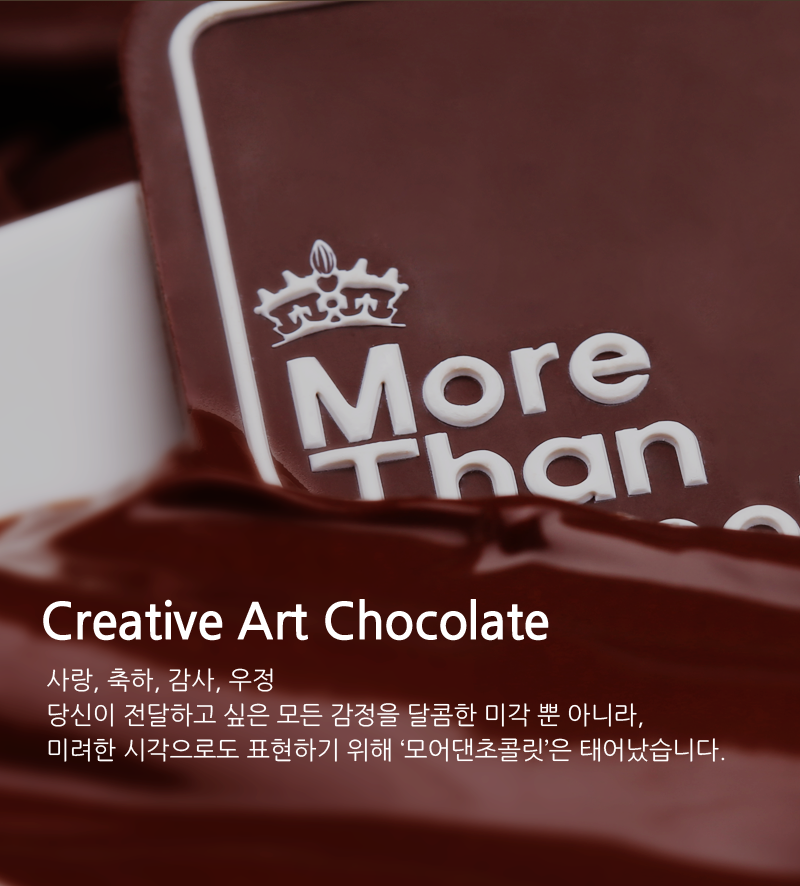 More
Than
Creative Art Chocolate
사랑, 축하, 감사, 우정
당신이 전달하고 싶은 모든 감정을 달콤한 미각 뿐 아니라,
미려한 시각으로도 표현하기 위해 ‘모어댄초콜릿’은 태어났습니다.